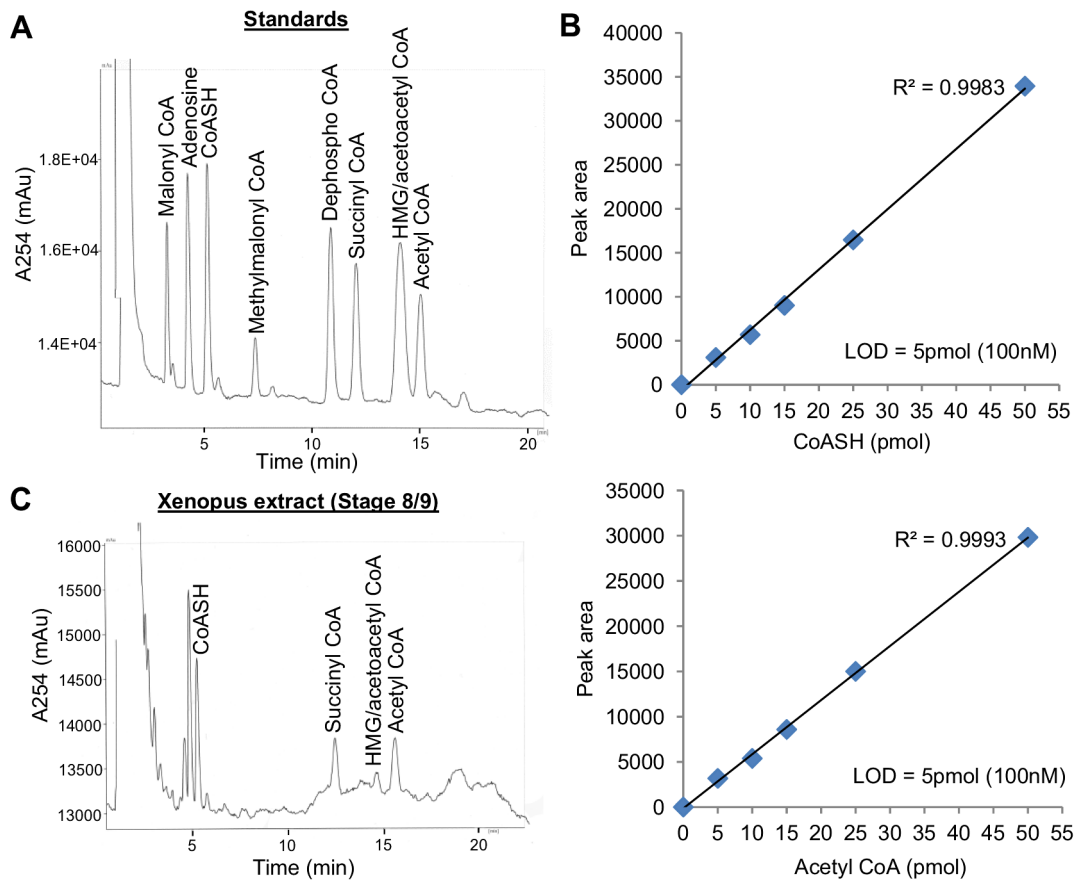 A
Standards
Malonyl CoA
Adenosine
CoASH
Methylmalonyl CoA
Dephospho CoA
Succinyl CoA
HMG/acetoacetyl CoA
Acetyl CoA
A254 (mAu)
1.8E+04
1.6E+04
1.4E+04
5 10 15 20
Time (min)
B
40000
35000
30000
25000
20000
15000
10000
5000
0
Peak area
R² = 0.9983
LOD = 5pmol (100nM)
0 5 10 15 20 25 30 35 40 45 50 55
CoASH (pmol)
C
Xenopus extract (Stage 8/9)
CoASH
Succinyl CoA
HMG/acetoacetyl CoA
Acetyl CoA
A254 (mAu)
16000
15500
15000
14500
14000
13500
13000
5 10 15 20
Time (min)
35000
30000
25000
20000
15000
10000
5000
0
Peak area
R² = 0.9993
LOD = 5pmol (100nM)
0 5 10 15 20 25 30 35 40 45 50 55
Acetyl CoA (pmol)